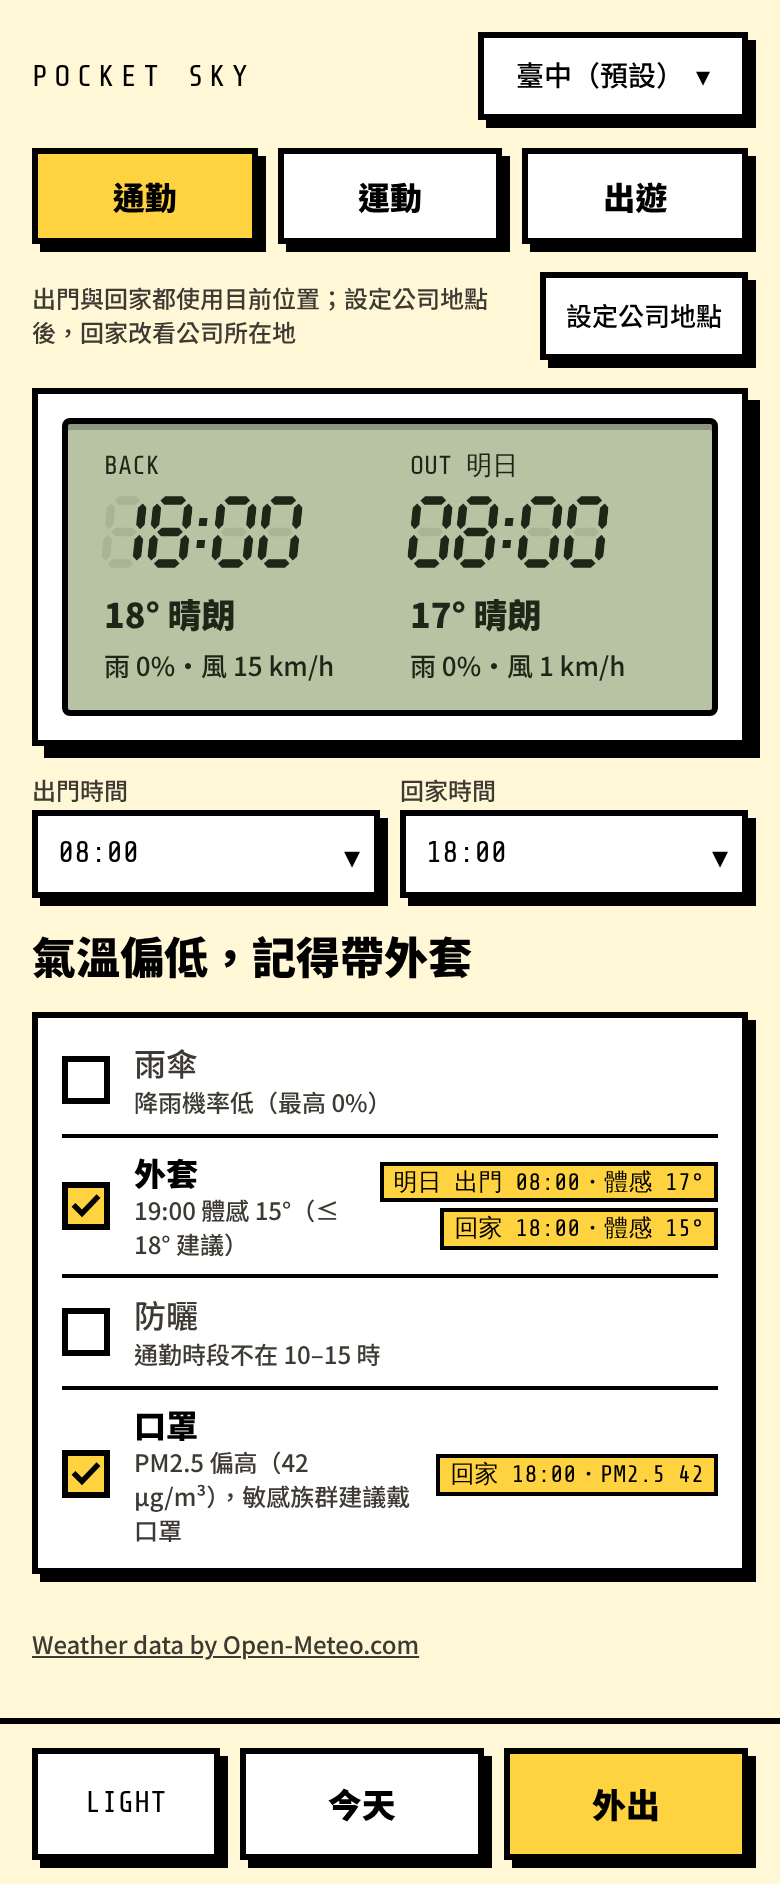 POCKET SKY
臺中（預設） ▼
通勤
運動
出遊
出門與回家都使用目前位置；設定公司地點
後，回家改看公司所在地
設定公司地點
BACK
18:00
18° 晴朗
雨 0%・風 15 km/h
OUT 明日
08:00
17° 晴朗
雨 0%・風 1 km/h
出門時間
08:00 ▼
回家時間
18:00 ▼
氣溫偏低，記得帶外套
雨傘
降雨機率低（最高 0%）
外套
19:00 體感 15°（≤
18° 建議）
明日 出門 08:00・體感 17°
回家 18:00・體感 15°
防曬
通勤時段不在 10–15 時
口罩
PM2.5 偏高（42
μg/m³），敏感族群建議戴
口罩
回家 18:00・PM2.5 42
Weather data by Open-Meteo.com
LIGHT
今天
外出